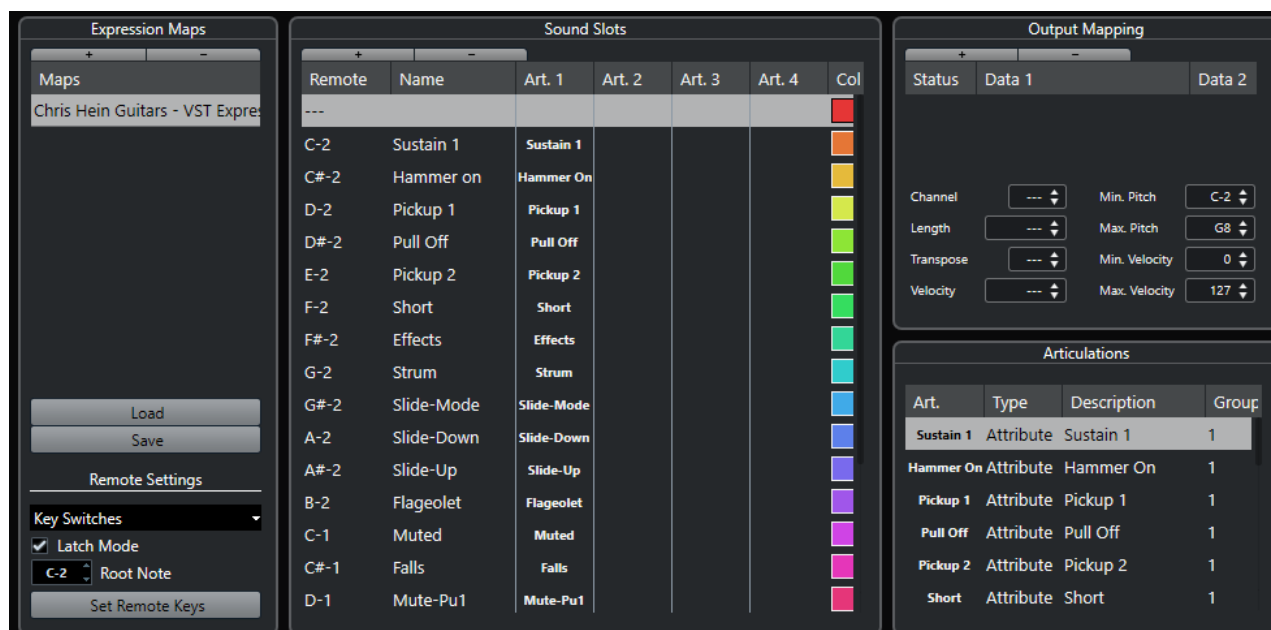 Expression Maps
+ -
Maps
Chris Hein Guitars - VST Expre
Load
Save
Remote Settings
Key Switches
Latch Mode
C-2 Root Note
Set Remote Keys
Sound Slots
+ -
Remote Name Art. 1 Art. 2 Art. 3 Art. 4 Col
---
C-2 Sustain 1 Sustain 1
C#-2 Hammer on Hammer On
D-2 Pickup 1 Pickup 1
D#-2 Pull Off Pull Off
E-2 Pickup 2 Pickup 2
F-2 Short Short
F#-2 Effects Effects
G-2 Strum Strum
G#-2 Slide-Mode Slide-Mode
A-2 Slide-Down Slide-Down
A#-2 Slide-Up Slide-Up
B-2 Flageolet Flageolet
C-1 Muted Muted
C#-1 Falls Falls
D-1 Mute-Pu1 Mute-Pu1
Output Mapping
+ -
Status Data 1 Data 2
Channel --- Min. Pitch C-2
Length --- Max. Pitch G8
Transpose --- Min. Velocity 0
Velocity --- Max. Velocity 127
Articulations
Art. Type Description Group
Sustain 1 Attribute Sustain 1 1
Hammer On Attribute Hammer On 1
Pickup 1 Attribute Pickup 1 1
Pull Off Attribute Pull Off 1
Pickup 2 Attribute Pickup 2 1
Short Attribute Short 1